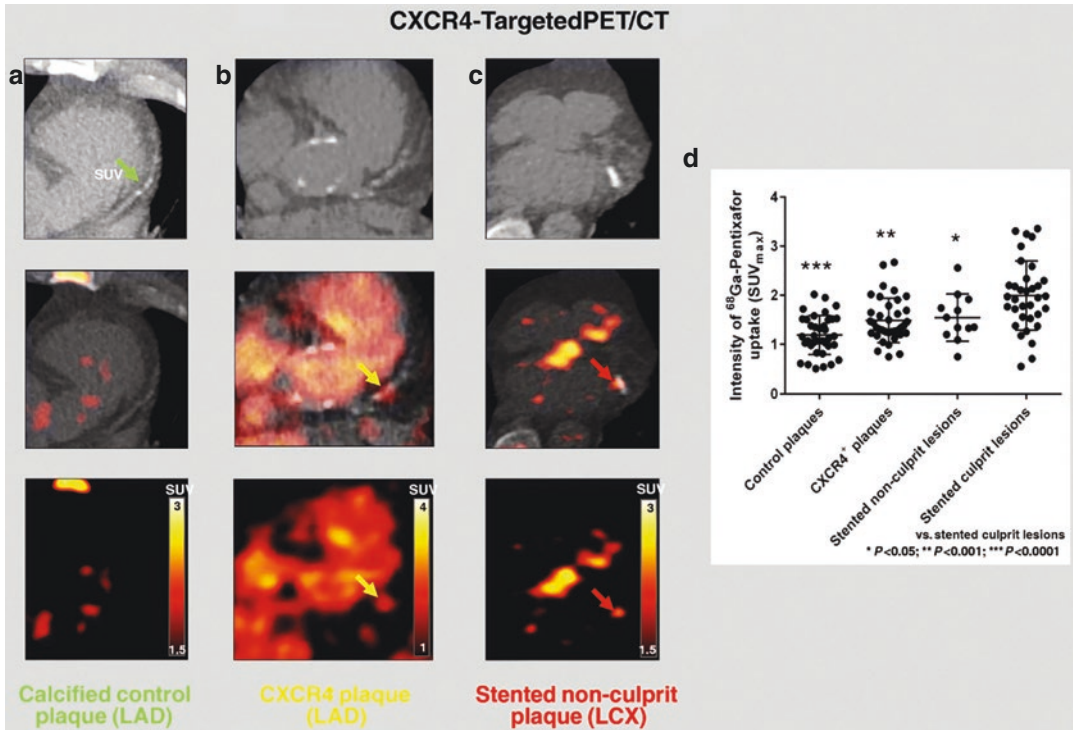 CXCR4-TargetedPET/CT
a
b
c
SUV
SUV
SUV
SUV
3
4
3
1.5
1
1.5
Calcified control
plaque (LAD)
CXCR4 plaque
(LAD)
Stented non-culprit
plaque (LCX)
d
Intensity of ⁶⁸Ga-Pentixafor
uptake (SUVmax)
4
3
2
1
0
***
**
*
Control plaques
CXCR4⁺ plaques
Stented non-culprit lesions
Stented culprit lesions
vs. stented culprit lesions
* P<0.05; ** P<0.001; *** P<0.0001